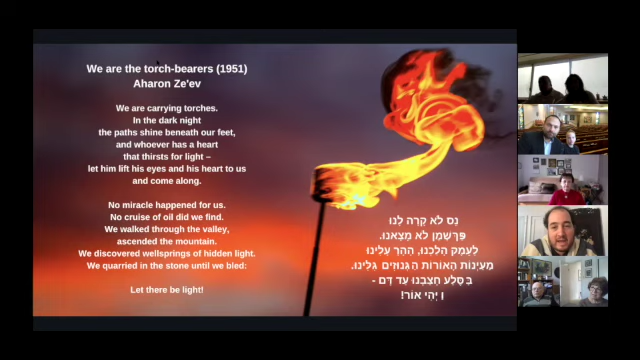 We are the torch-bearers (1951)
Aharon Ze'ev
We are carrying torches.
In the dark night
the paths shine beneath our feet,
and whoever has a heart
that thirsts for light –
let him lift his eyes and his heart to us
and come along.
No miracle happened for us.
No cruise of oil did we find.
We walked through the valley,
ascended the mountain.
We discovered wellsprings of hidden light.
We quarried in the stone until we bled:
Let there be light!
נֵס לֹא קָרָה לָנוּ
פַּךְ שֶׁמֶן לֹא מָצָאנוּ.
לָעֵמֶק הָלַכְנוּ, הָהָר עָלִינוּ
מַעַיְנוֹת הָאוֹרוֹת הַגְּנוּזִים גִּלִּינוּ.
בַּסֶּלַע חָצַבְנוּ עַד דָּם -
וַיְהִי אוֹר!